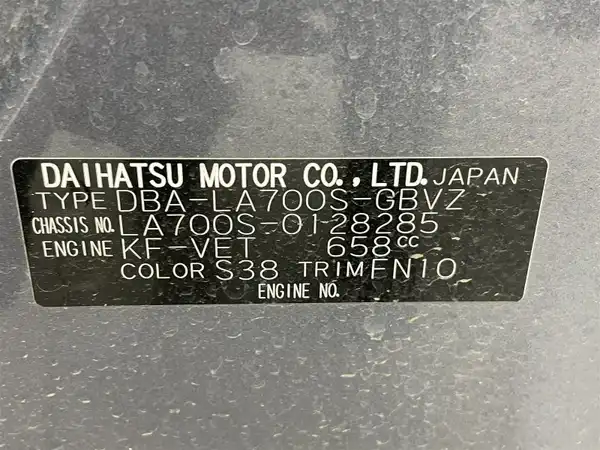 DAIHATSU MOTOR CO., LTD. JAPAN
TYPE DBA-LA700S-GBVZ
CHASSIS NO. LA700S-0128285
ENGINE KF-VET 658cc
COLOR S38 TRIM FN10
ENGINE NO.